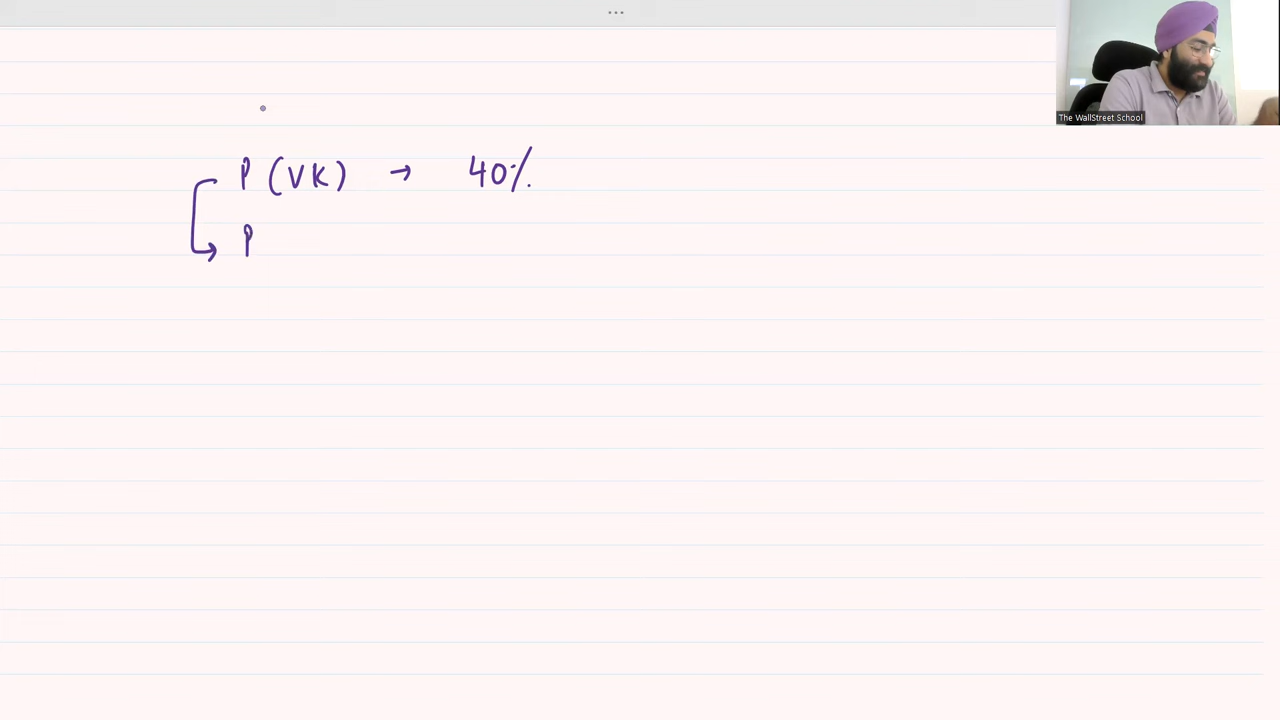 The WallStreet School
P (VK) → 40%
P